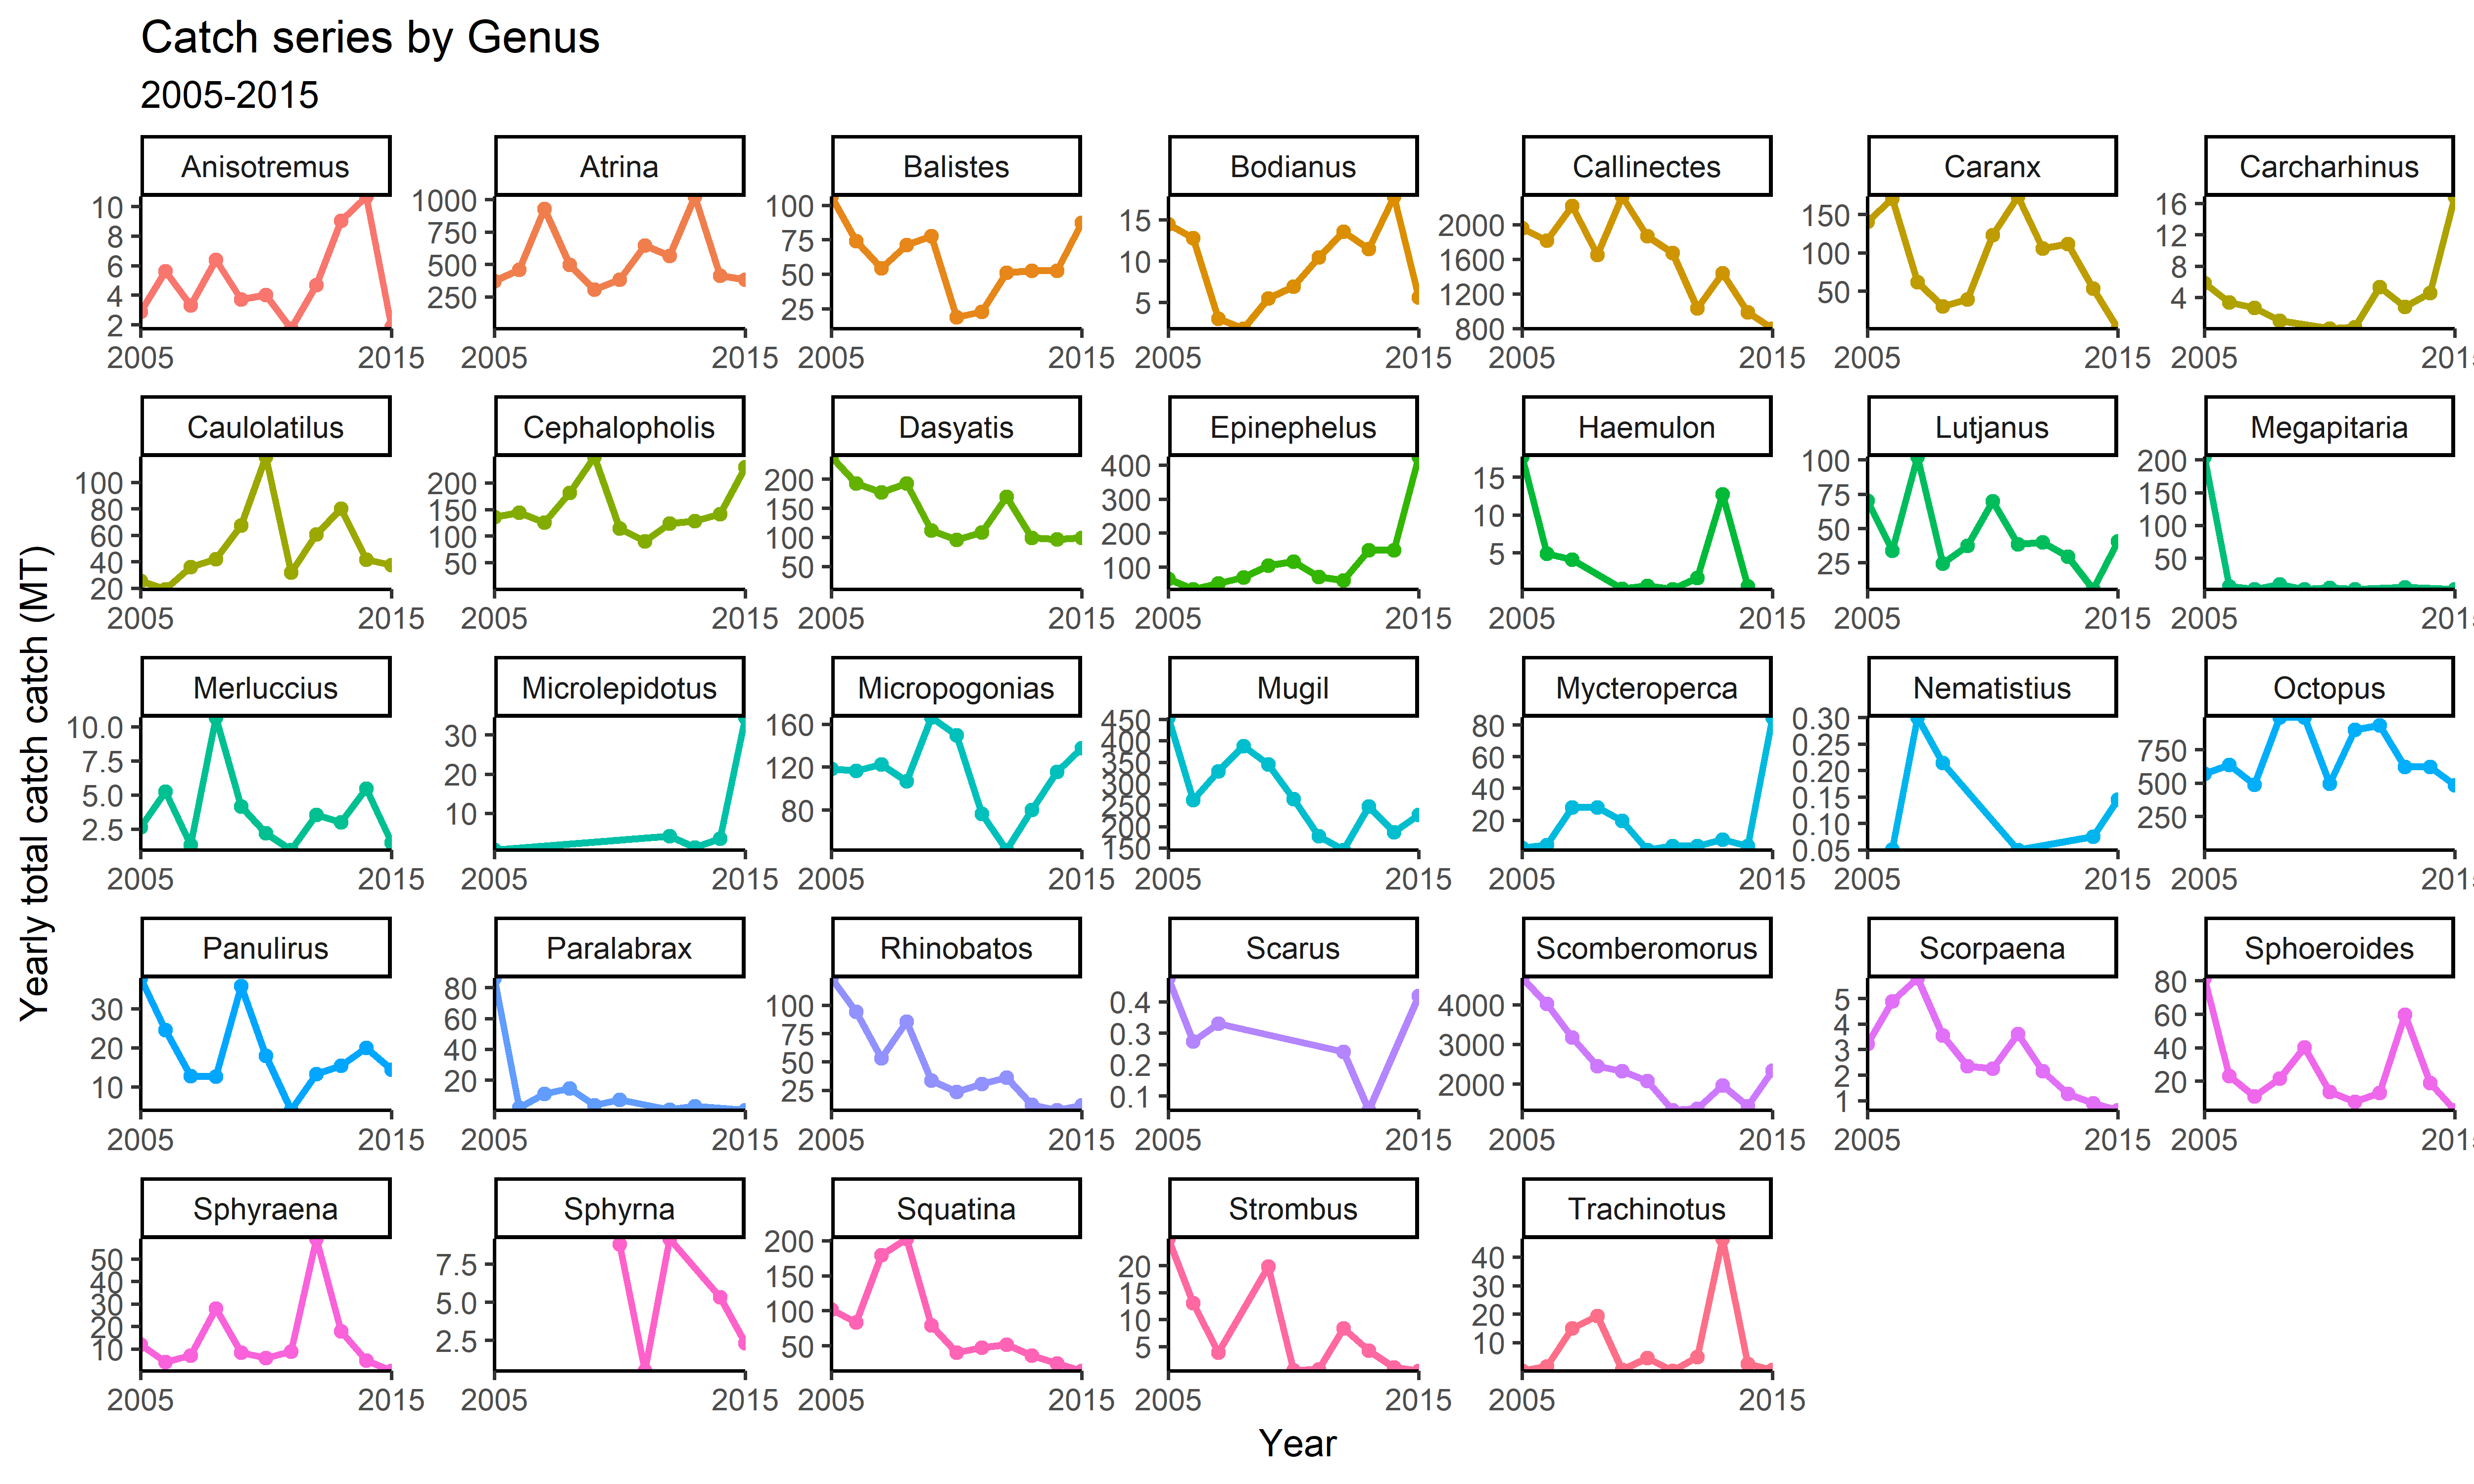 Catch series by Genus
2005-2015
Yearly total catch catch (MT)
Anisotremus Atrina Balistes Bodianus Callinectes Caranx Carcharhinus
10 8 6 4 2
1000 750 500 250
100 75 50 25
15 10 5
2000 1600 1200 800
150 100 50
16 12 8 4
2005 2015 2005 2015 2005 2015 2005 2015 2005 2015 2005 2015 2005 201
Caulolatilus Cephalopholis Dasyatis Epinephelus Haemulon Lutjanus Megapitaria
100 80 60 40 20
200 150 100 50
200 150 100 50
400 300 200 100
15 10 5
100 75 50 25
200 150 100 50
2005 2015 2005 2015 2005 2015 2005 2015 2005 2015 2005 2015 2005 201
Merluccius Microlepidotus Micropogonias Mugil Mycteroperca Nematistius Octopus
10.0 7.5 5.0 2.5
30 20 10
160 120 80
450 400 350 300 250 200 150
80 60 40 20
0.30 0.25 0.20 0.15 0.10 0.05
750 500 250
2005 2015 2005 2015 2005 2015 2005 2015 2005 2015 2005 2015 2005 201
Panulirus Paralabrax Rhinobatos Scarus Scomberomorus Scorpaena Sphoeroides
30 20 10
80 60 40 20
100 75 50 25
0.4 0.3 0.2 0.1
4000 3000 2000
5 4 3 2 1
80 60 40 20
2005 2015 2005 2015 2005 2015 2005 2015 2005 2015 2005 2015 2005 201
Sphyraena Sphyrna Squatina Strombus Trachinotus
50 40 30 20 10
7.5 5.0 2.5
200 150 100 50
20 15 10 5
40 30 20 10
2005 2015 2005 2015 2005 2015 2005 2015 2005 2015
Year